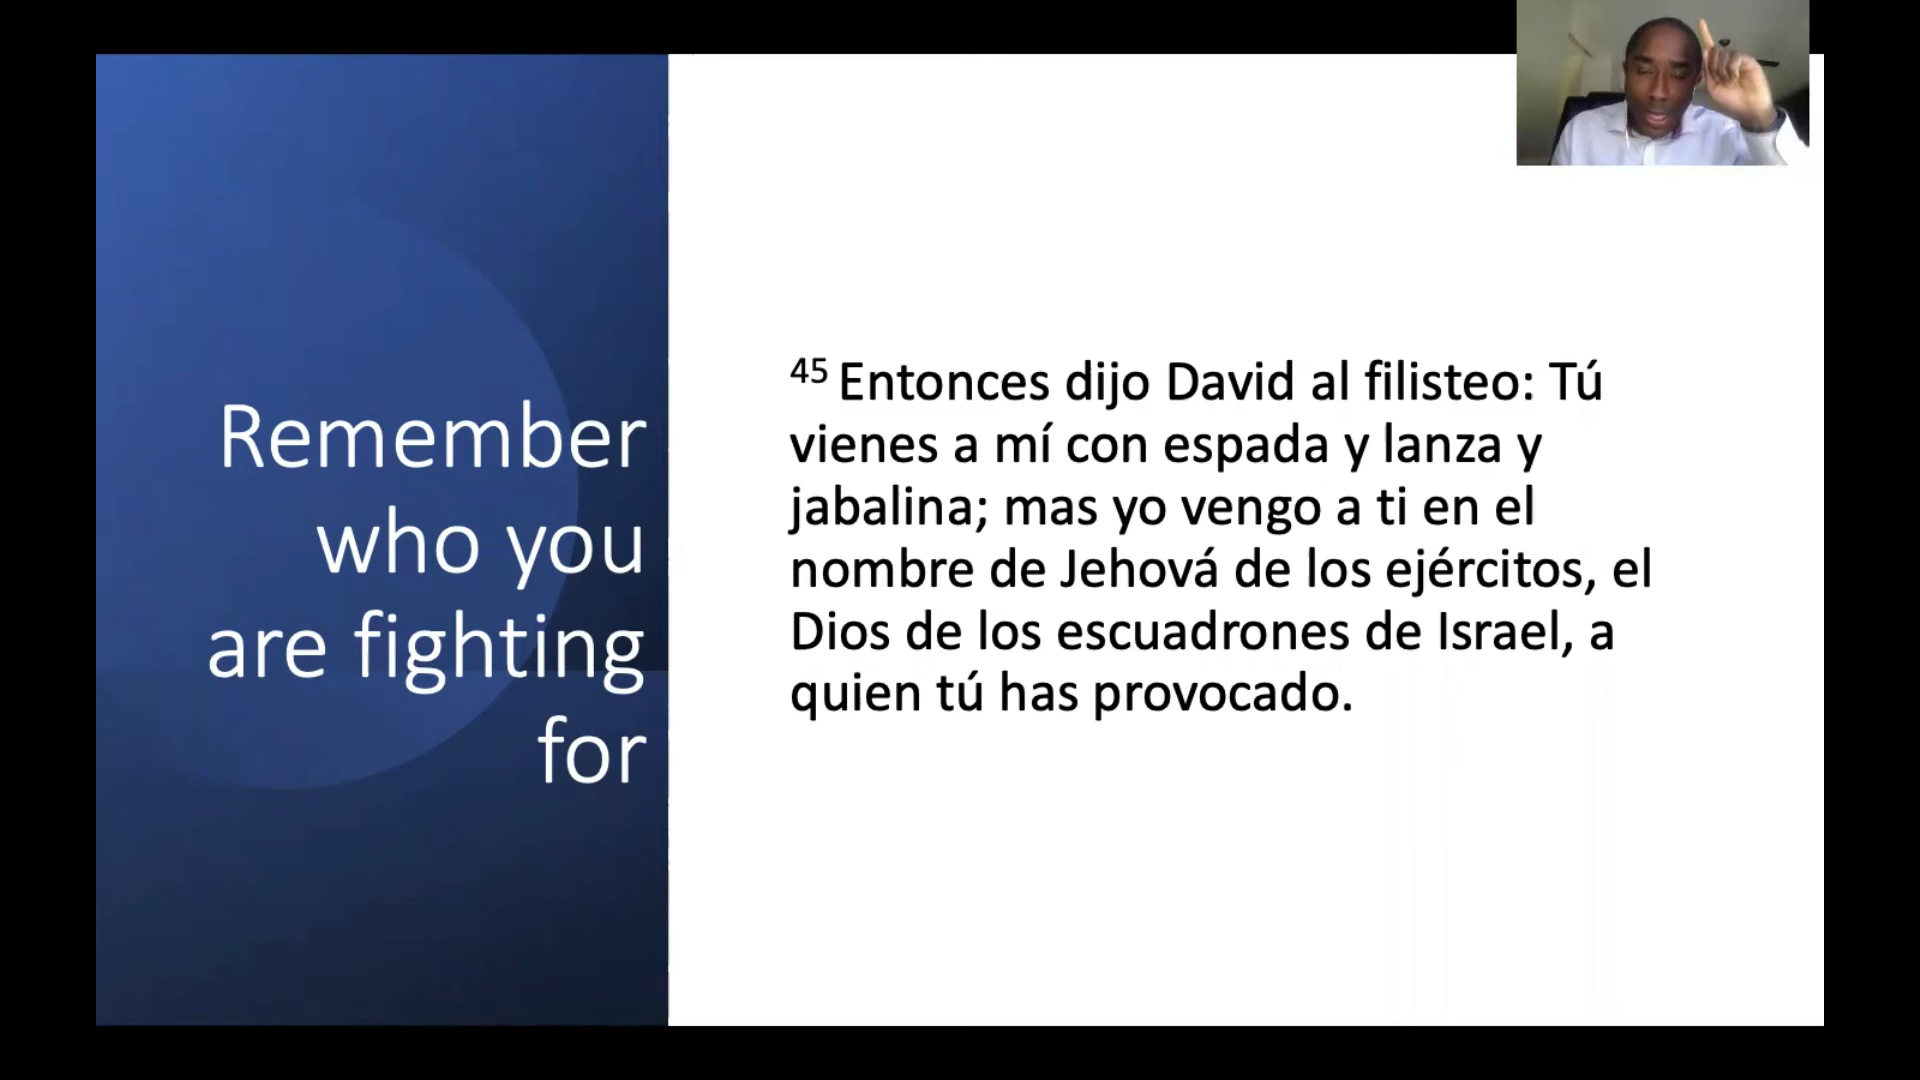 Remember
who you
are fighting
for
45 Entonces dijo David al filisteo: Tú
vienes a mí con espada y lanza y
jabalina; mas yo vengo a ti en el
nombre de Jehová de los ejércitos, el
Dios de los escuadrones de Israel, a
quien tú has provocado.